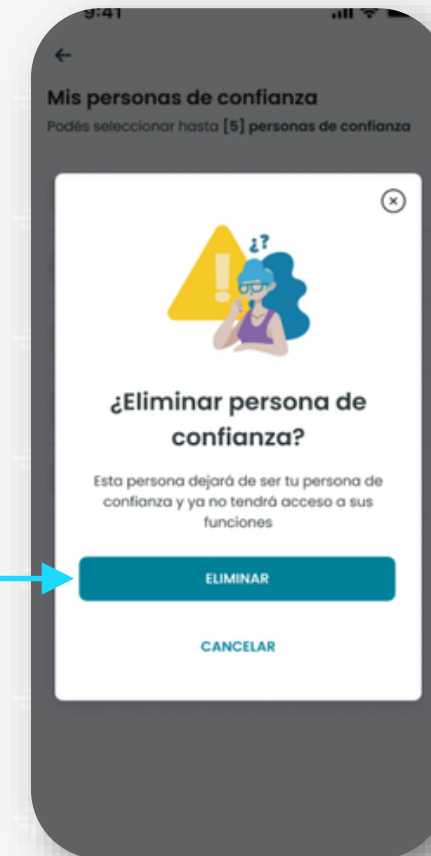 9:41
Mis personas de confianza
Podés seleccionar hasta [5] personas de confianza
¿?
¿Eliminar persona de
confianza?
Esta persona dejará de ser tu persona de
confianza y ya no tendrá acceso a sus
funciones
ELIMINAR
CANCELAR